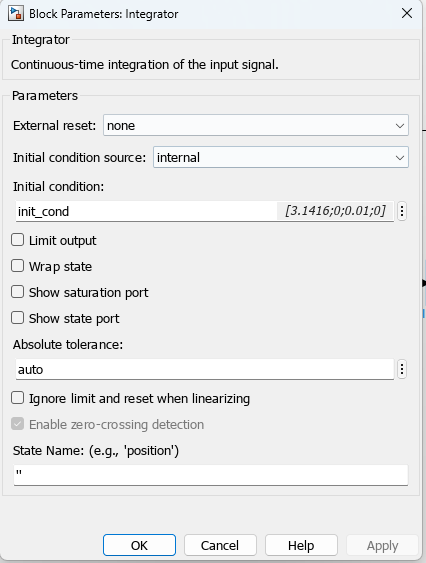 Block Parameters: Integrator
Integrator
Continuous-time integration of the input signal.
Parameters
External reset: none
Initial condition source: internal
Initial condition:
init_cond [3.1416;0;0.01;0]
Limit output
Wrap state
Show saturation port
Show state port
Absolute tolerance:
auto
Ignore limit and reset when linearizing
Enable zero-crossing detection
State Name: (e.g., 'position')
''
OK Cancel Help Apply